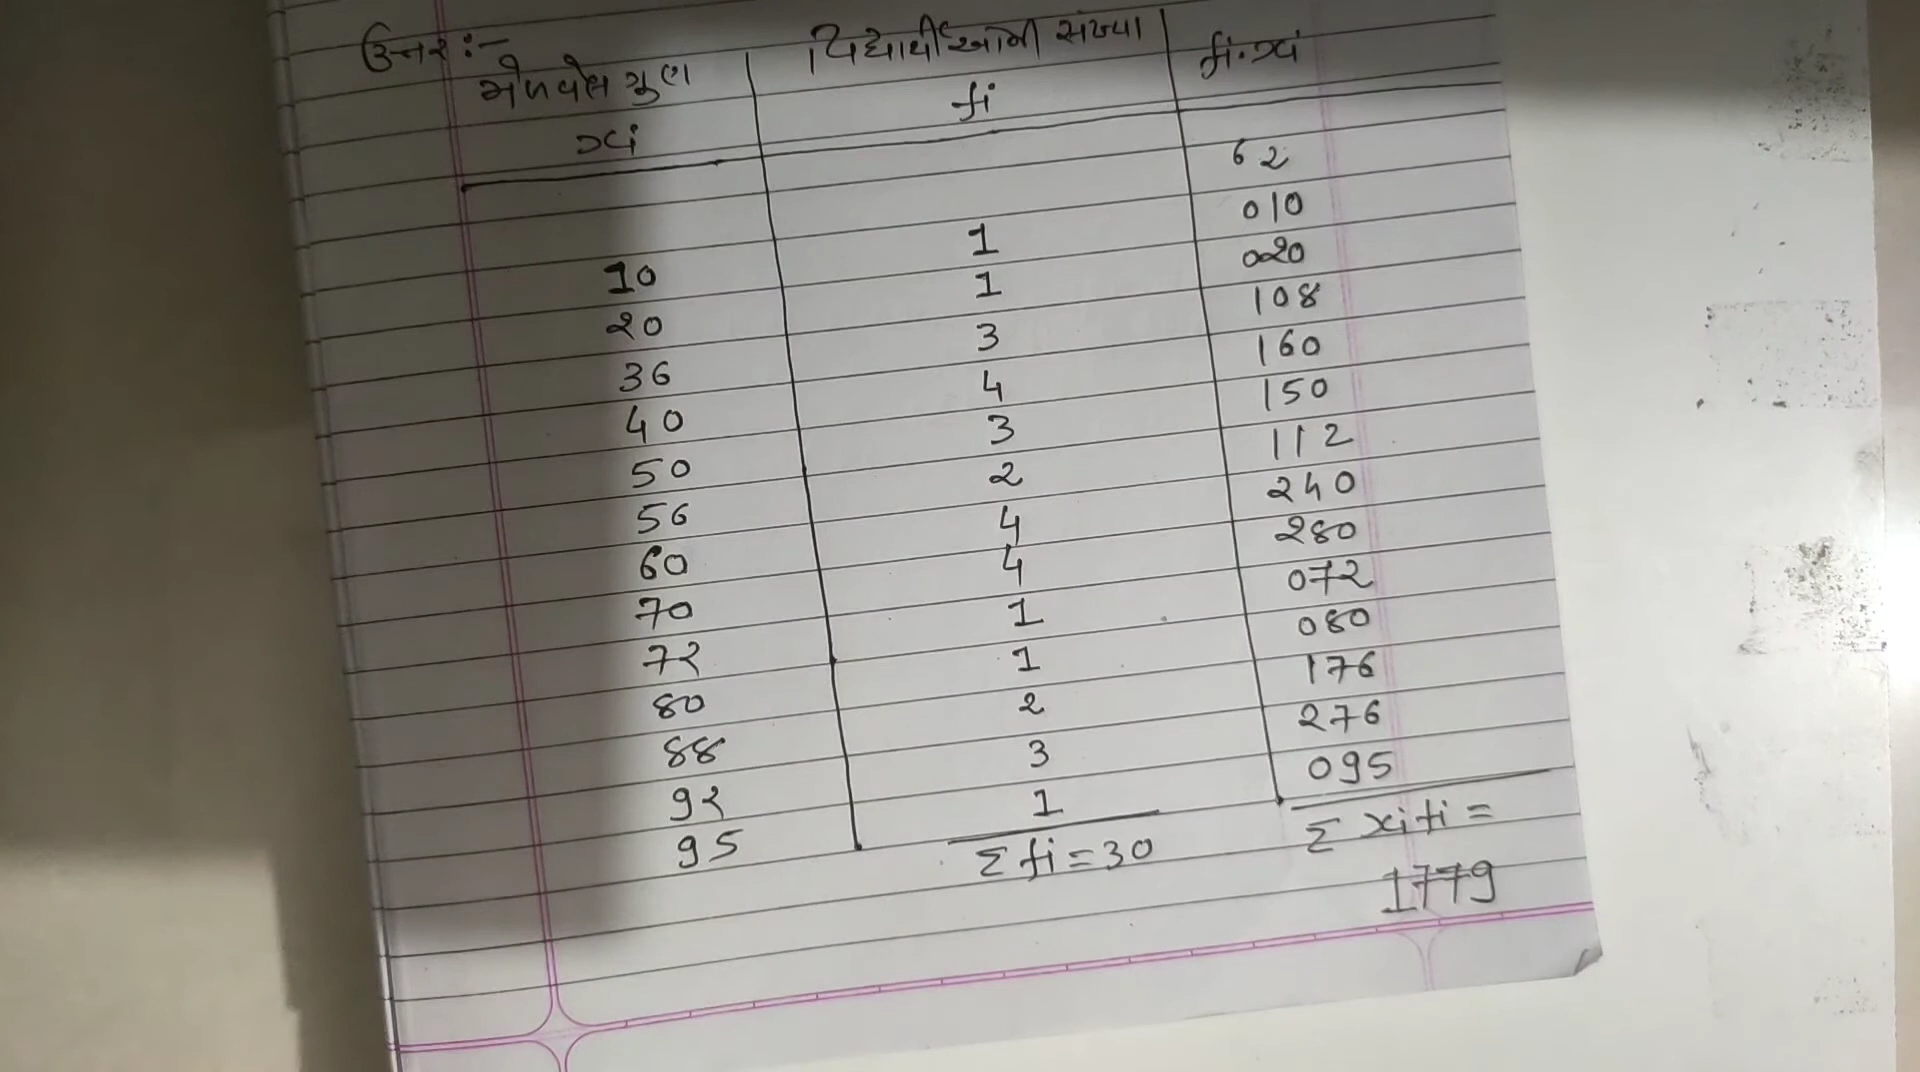 ઉત્તર :-
મેળવેલ ગુણ | વિદ્યાર્થીઓની સંખ્યા | fi.xi
xi | fi
62
10 | 1 | 010
20 | 1 | 020
36 | 3 | 108
40 | 4 | 160
50 | 3 | 150
56 | 2 | 112
60 | 4 | 240
70 | 4 | 280
72 | 1 | 072
80 | 1 | 080
88 | 2 | 176
92 | 3 | 276
95 | 1 | 095
Σfi = 30 | Σxifi =
1779